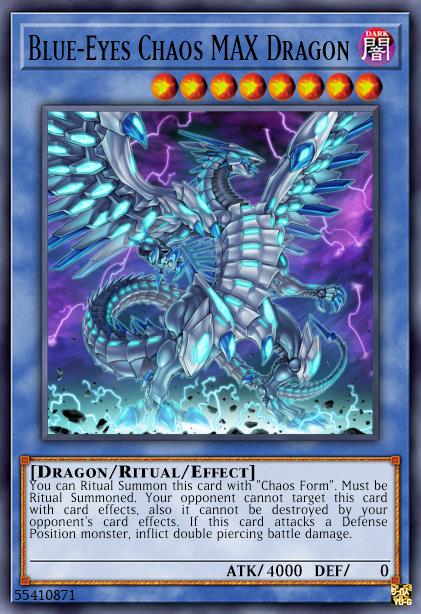 Blue-Eyes Chaos MAX Dragon
DARK
闇
[Dragon/Ritual/Effect]
You can Ritual Summon this card with "Chaos Form". Must be
Ritual Summoned. Your opponent cannot target this card
with card effects, also it cannot be destroyed by your
opponent's card effects. If this card attacks a Defense
Position monster, inflict double piercing battle damage.
ATK/4000 DEF/ 0
55410871